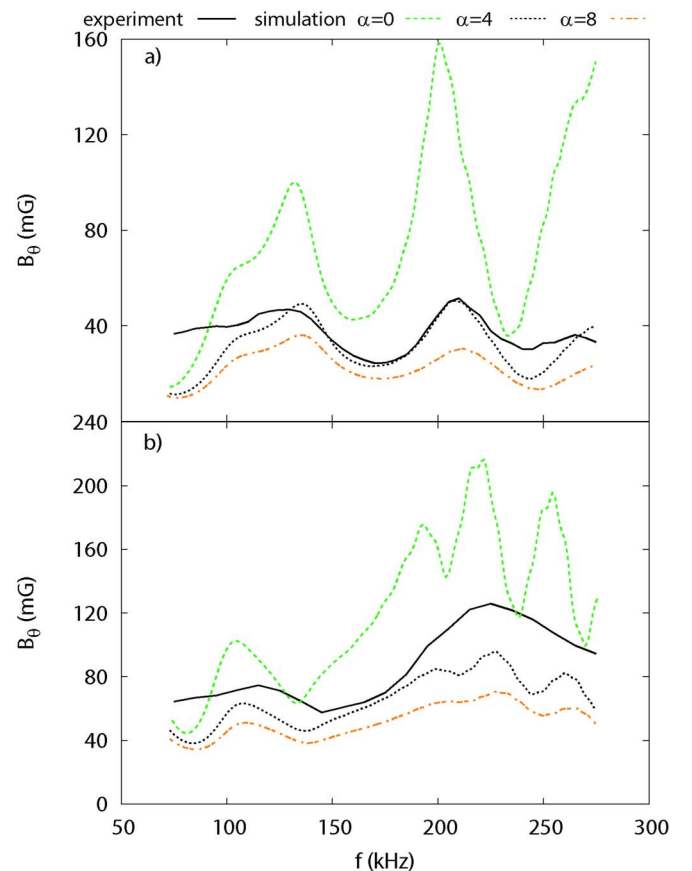 experiment simulation α=0 α=4 α=8
160
a)
120
B_θ (mG)
80
40
240
b)
200
160
B_θ (mG)
120
80
40
0
50 100 150 200 250 300
f (kHz)